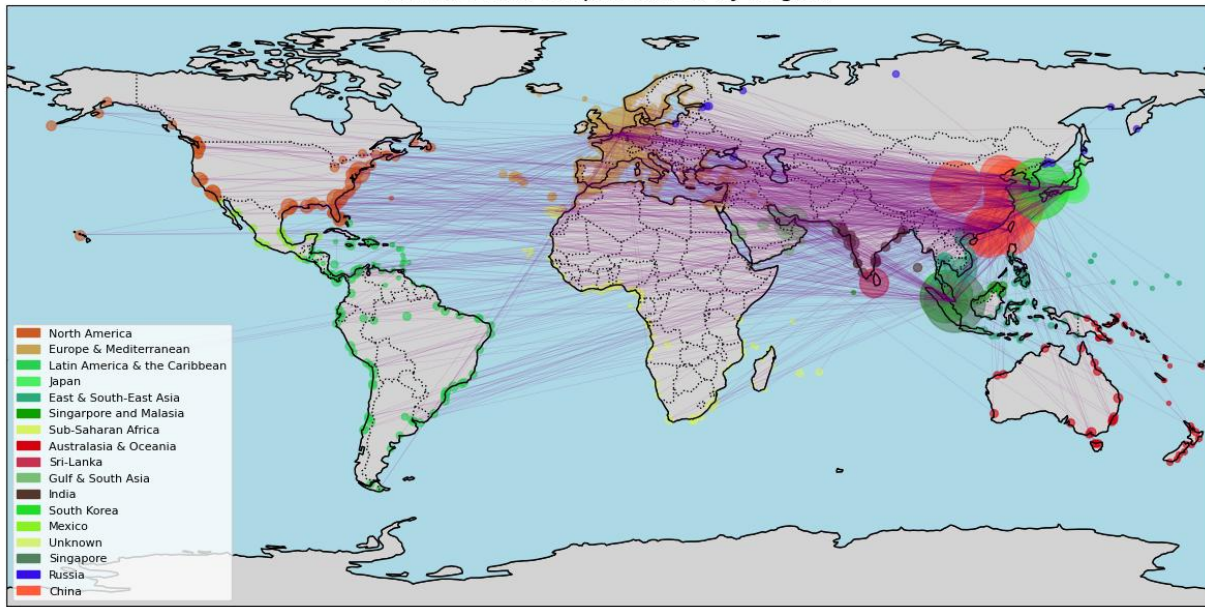 North America
Europe & Mediterranean
Latin America & the Caribbean
Japan
East & South-East Asia
Singarpore and Malasia
Sub-Saharan Africa
Australasia & Oceania
Sri-Lanka
Gulf & South Asia
India
South Korea
Mexico
Unknown
Singapore
Russia
China